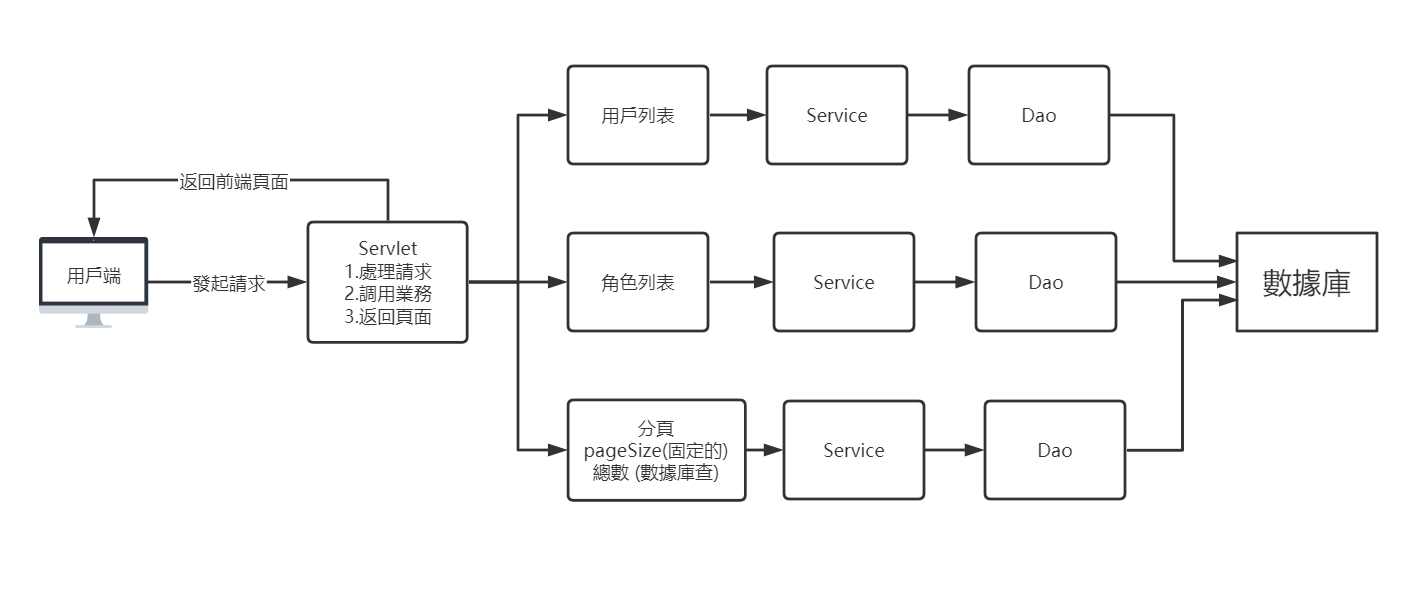 用戶列表
Service
Dao
返回前端頁面
用戶端
發起請求
Servlet
1.處理請求
2.調用業務
3.返回頁面
角色列表
Service
Dao
數據庫
分頁
pageSize(固定的)
總數 (數據庫查)
Service
Dao